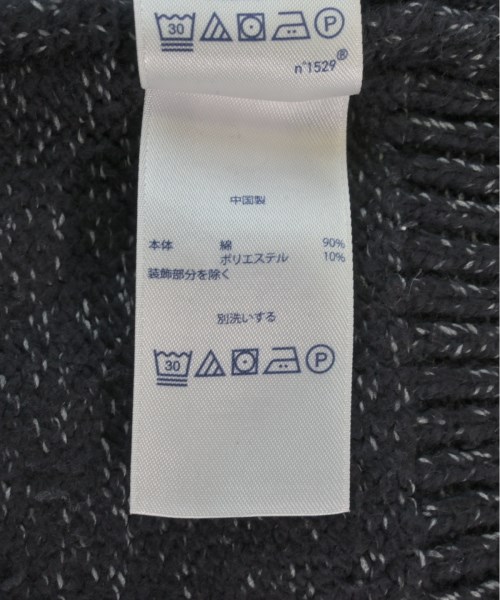 30 P
n°1529®
中国製
本体 綿 90%
ポリエステル 10%
装飾部分を除く
別洗いする
30 P